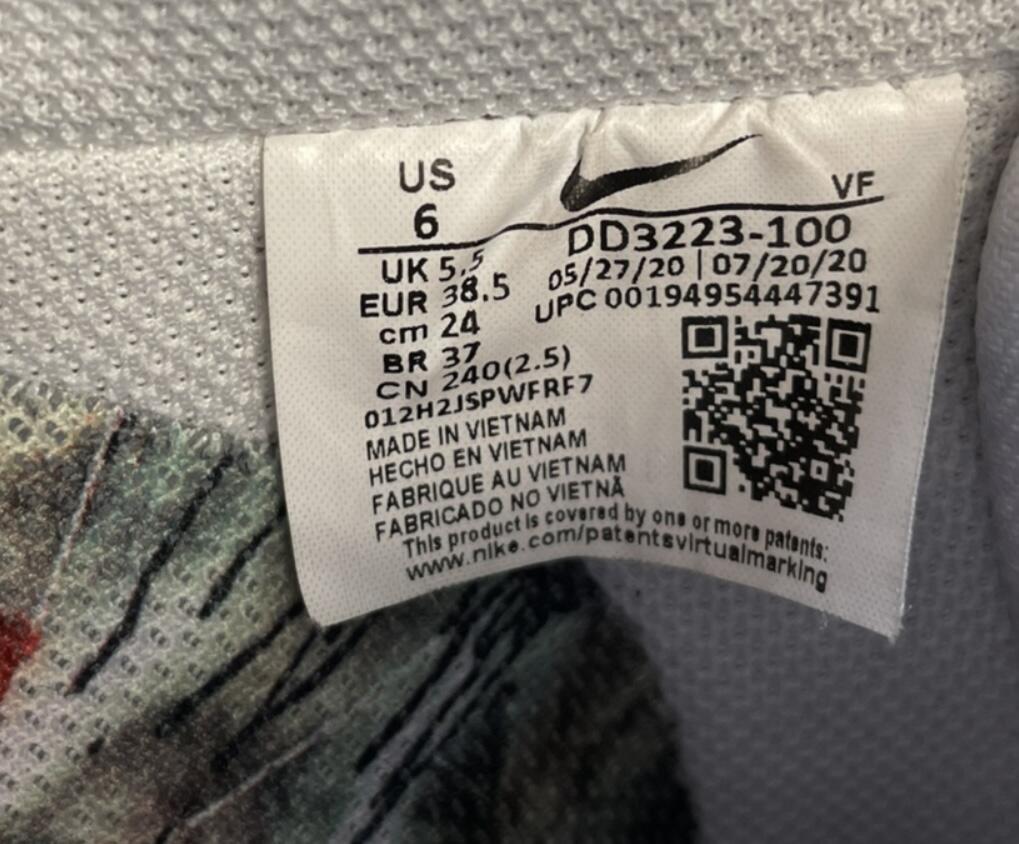 US
6
VF
UK 5.5
EUR 38.5
cm 24
BR 37
CN 240(2.5)
DD3223-100
05/27/20 | 07/20/20
UPC 00194954447391
012H2JSPWFRF7
MADE IN VIETNAM
HECHO EN VIETNAM
FABRIQUE AU VIETNAM
FABRICADO NO VIETNÃ
This product is covered by one or more patents:
www.nike.com/patentsvirtualmarking